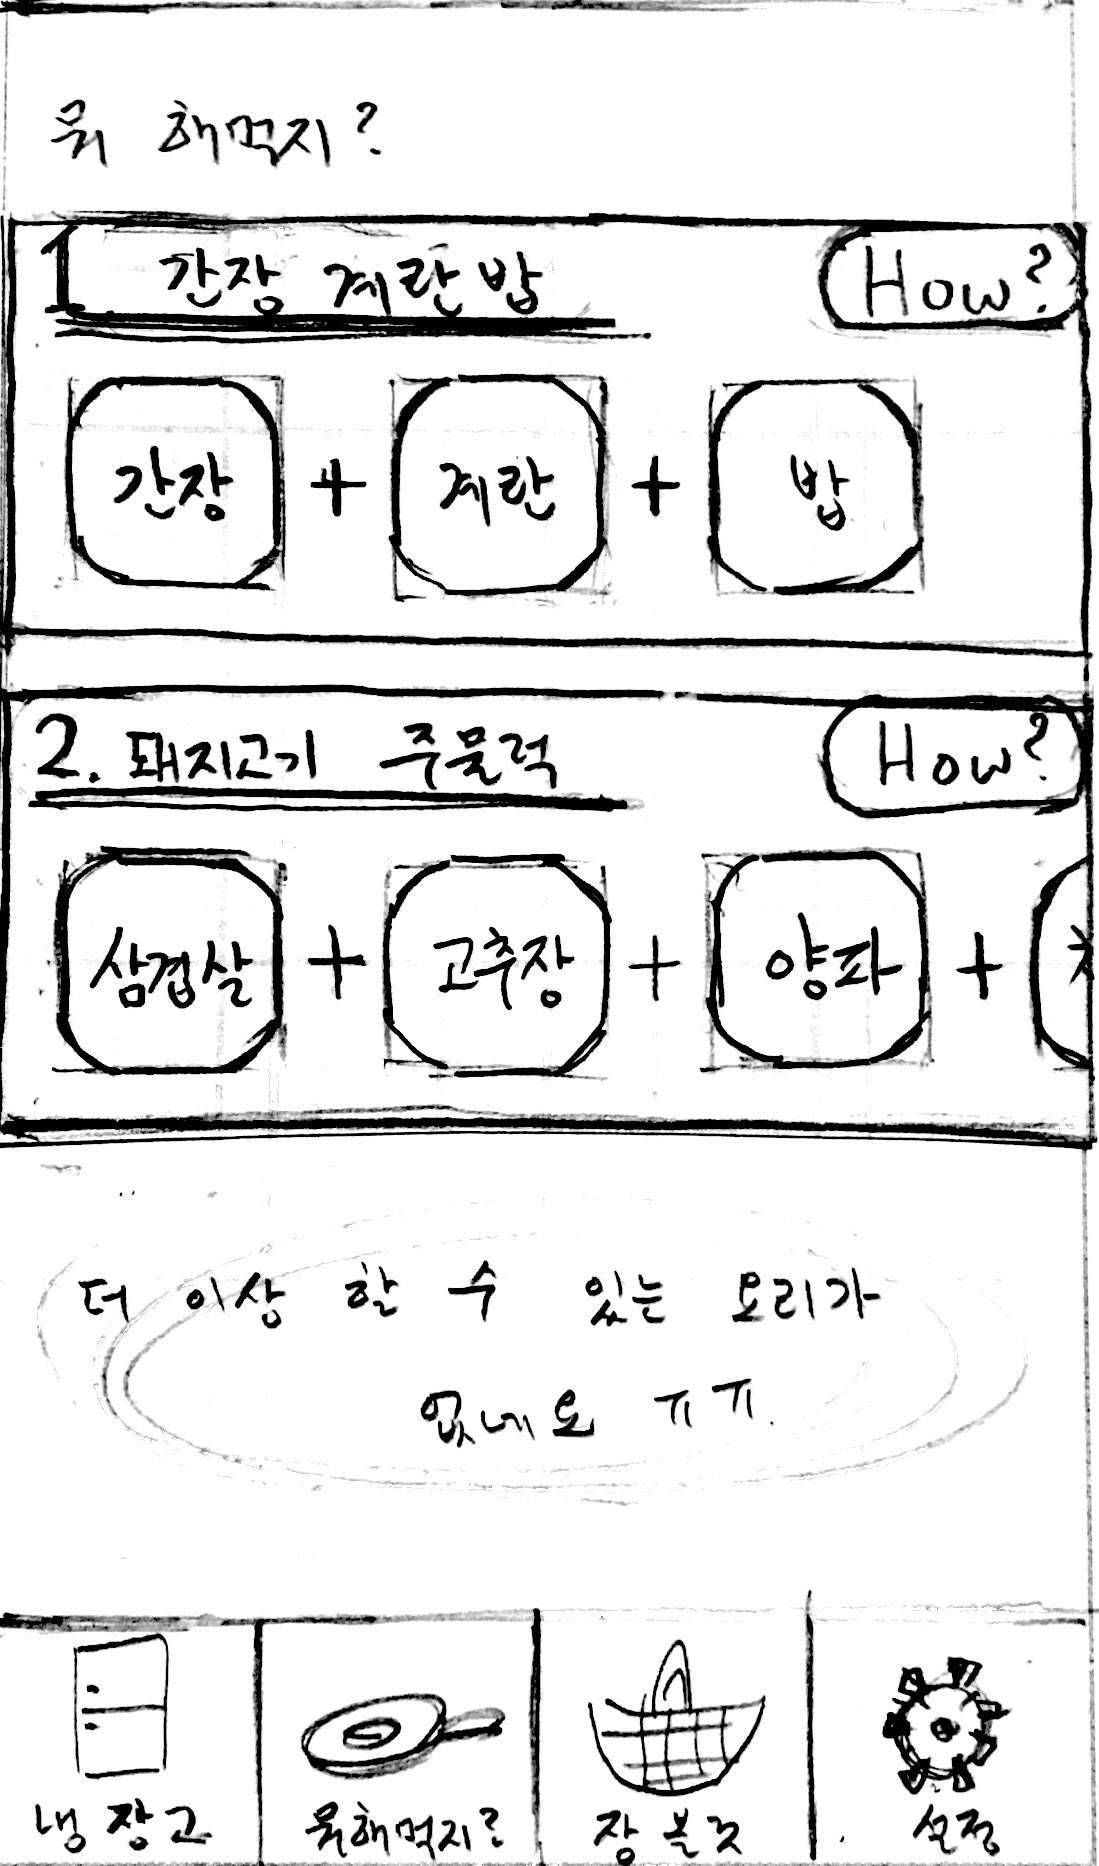 뭐 해먹지?
1 간장 계란밥 How?
간장 + 계란 + 밥
2. 돼지고기 주물럭 How?
삼겹살 + 고추장 + 양파 +
더 이상 할 수 있는 요리가
없네요 ㅠㅠ.
냉장고 뭐해먹지? 장볼것 설정